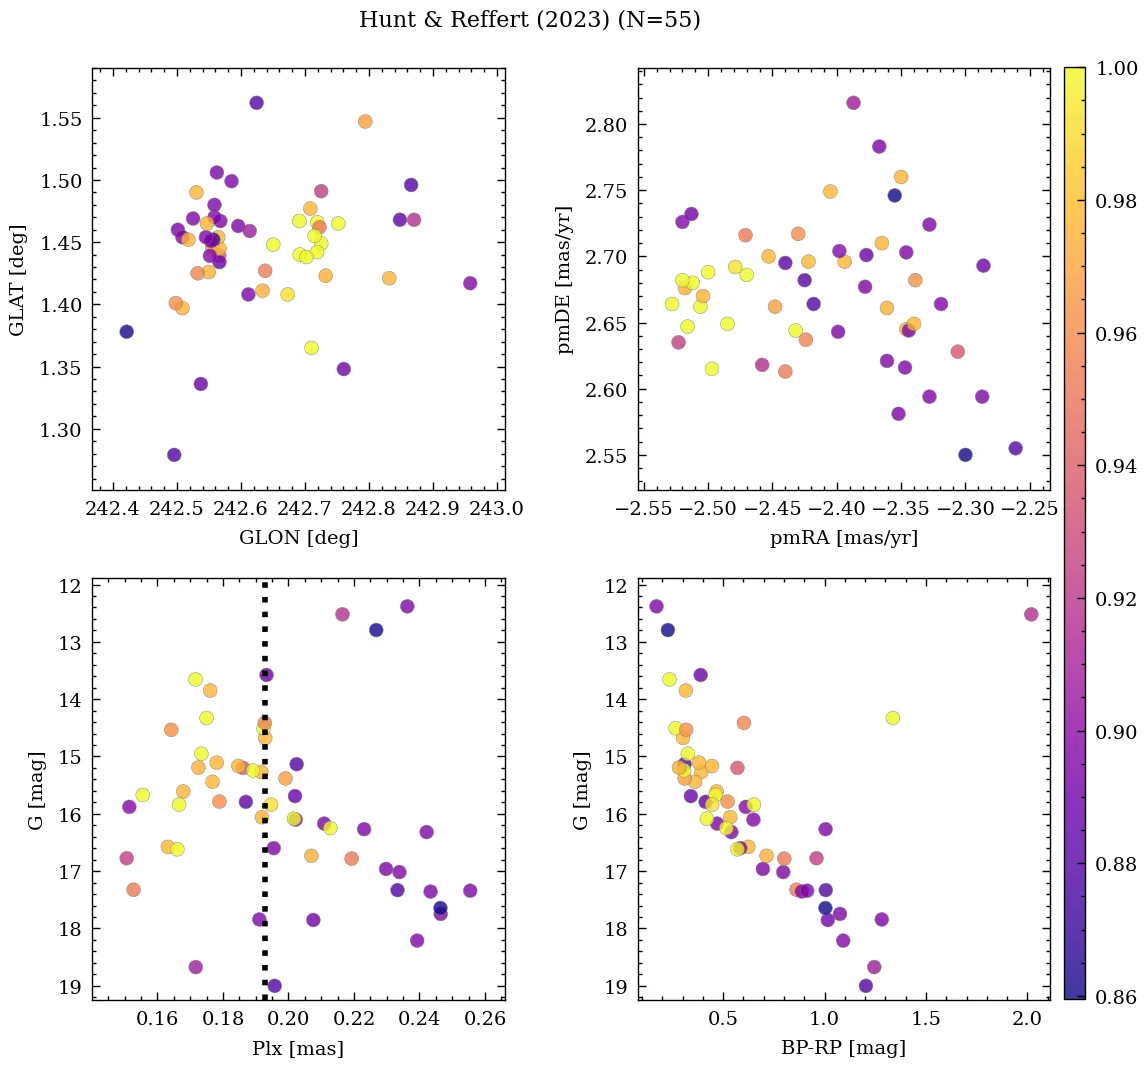 Hunt & Reffert (2023) (N=55)
1.55
1.50
1.45
1.40
1.35
1.30
GLAT [deg]
242.4 242.5 242.6 242.7 242.8 242.9 243.0
GLON [deg]
2.80
2.75
2.70
2.65
2.60
2.55
pmDE [mas/yr]
−2.55 −2.50 −2.45 −2.40 −2.35 −2.30 −2.25
pmRA [mas/yr]
12
13
14
15
16
17
18
19
G [mag]
0.16 0.18 0.20 0.22 0.24 0.26
Plx [mas]
12
13
14
15
16
17
18
19
G [mag]
0.5 1.0 1.5 2.0
BP-RP [mag]
1.00
0.98
0.96
0.94
0.92
0.90
0.88
0.86